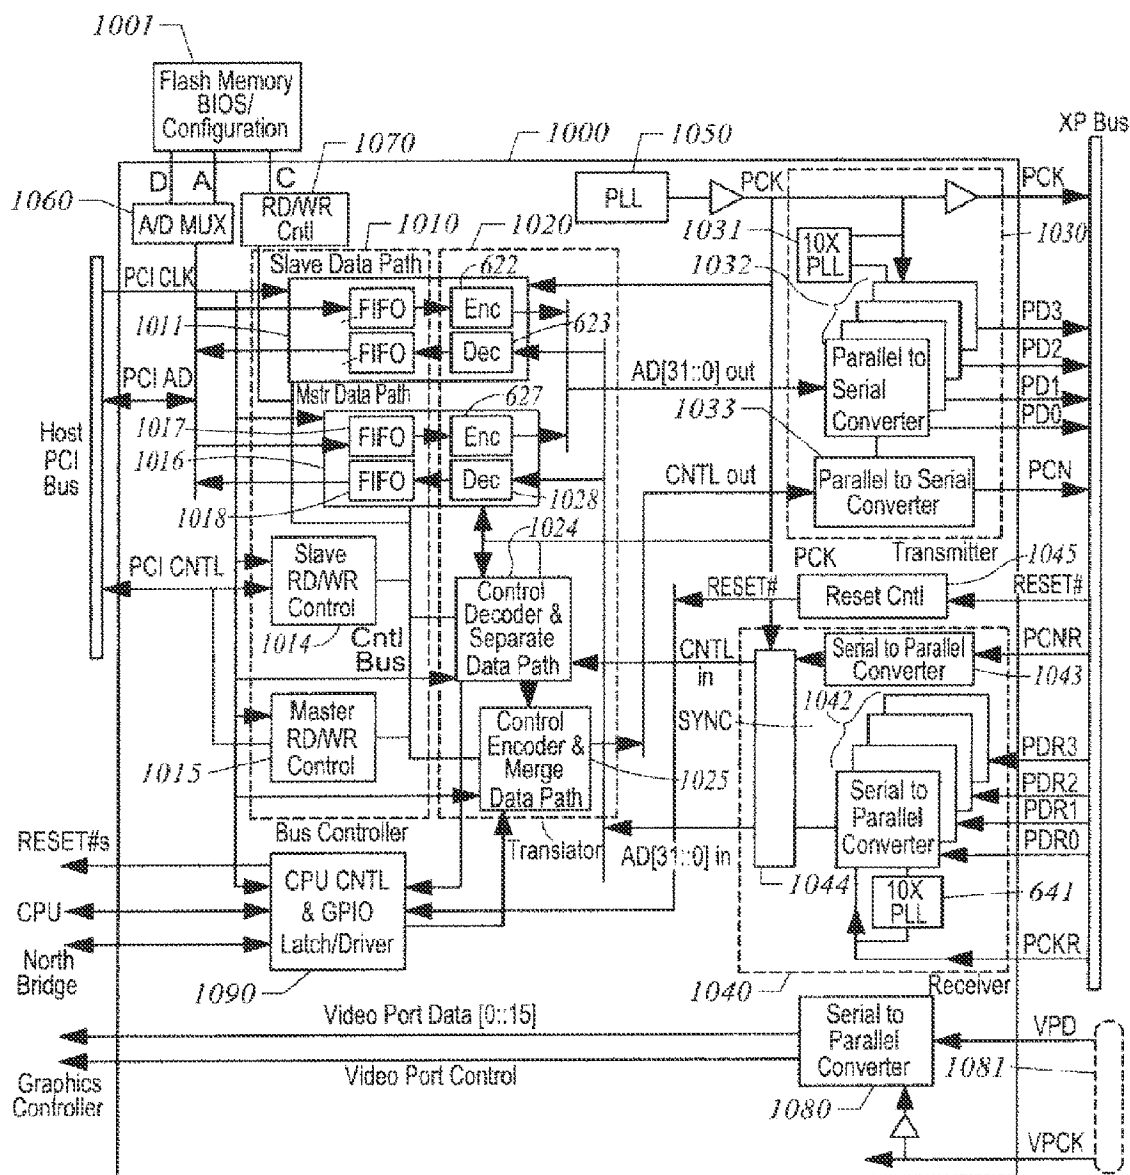 1001
Flash Memory
BIOS/
Configuration
1000
1050
XP Bus
1070
D
A
C
PCK
PCK
1060
A/D MUX
RD/WR
Cntl
1010
1020
PLL
1031
10X
PLL
1030
Slave Data Path
622
1032
PCI CLK
FIFO
Enc
623
1011
FIFO
Dec
PD3
PD2
PD1
PD0
Parallel to
Serial
Converter
AD[31::0] out
PCI AD
Mstr Data Path
627
1033
Host
PCI
Bus
1017
FIFO
Enc
1016
FIFO
Dec
CNTL out
Parallel to Serial
Converter
PCN
1018
1028
1024
Transmitter
PCI CNTL
Slave
RD/WR
Control
1014
PCK
1045
RESET#
Reset Cntl
RESET#
Control
Decoder &
Separate
Data Path
Cntl
Bus
CNTL
in
Serial to Parallel
Converter
PCNR
1043
1042
SYNC
Master
RD/WR
Control
1015
Control
Encoder &
Merge
Data Path
1025
PDR3
PDR2
PDR1
PDR0
Serial to
Parallel
Converter
Bus Controller
Translator
AD[31::0] in
1044
RESET#s
CPU
North
Bridge
CPU CNTL
& GPIO
Latch/Driver
10X
PLL
641
PCKR
1090
1040
Receiver
Video Port Data [0::15]
Serial to
Parallel
Converter
VPD
1081
Video Port Control
Graphics
Controller
1080
VPCK